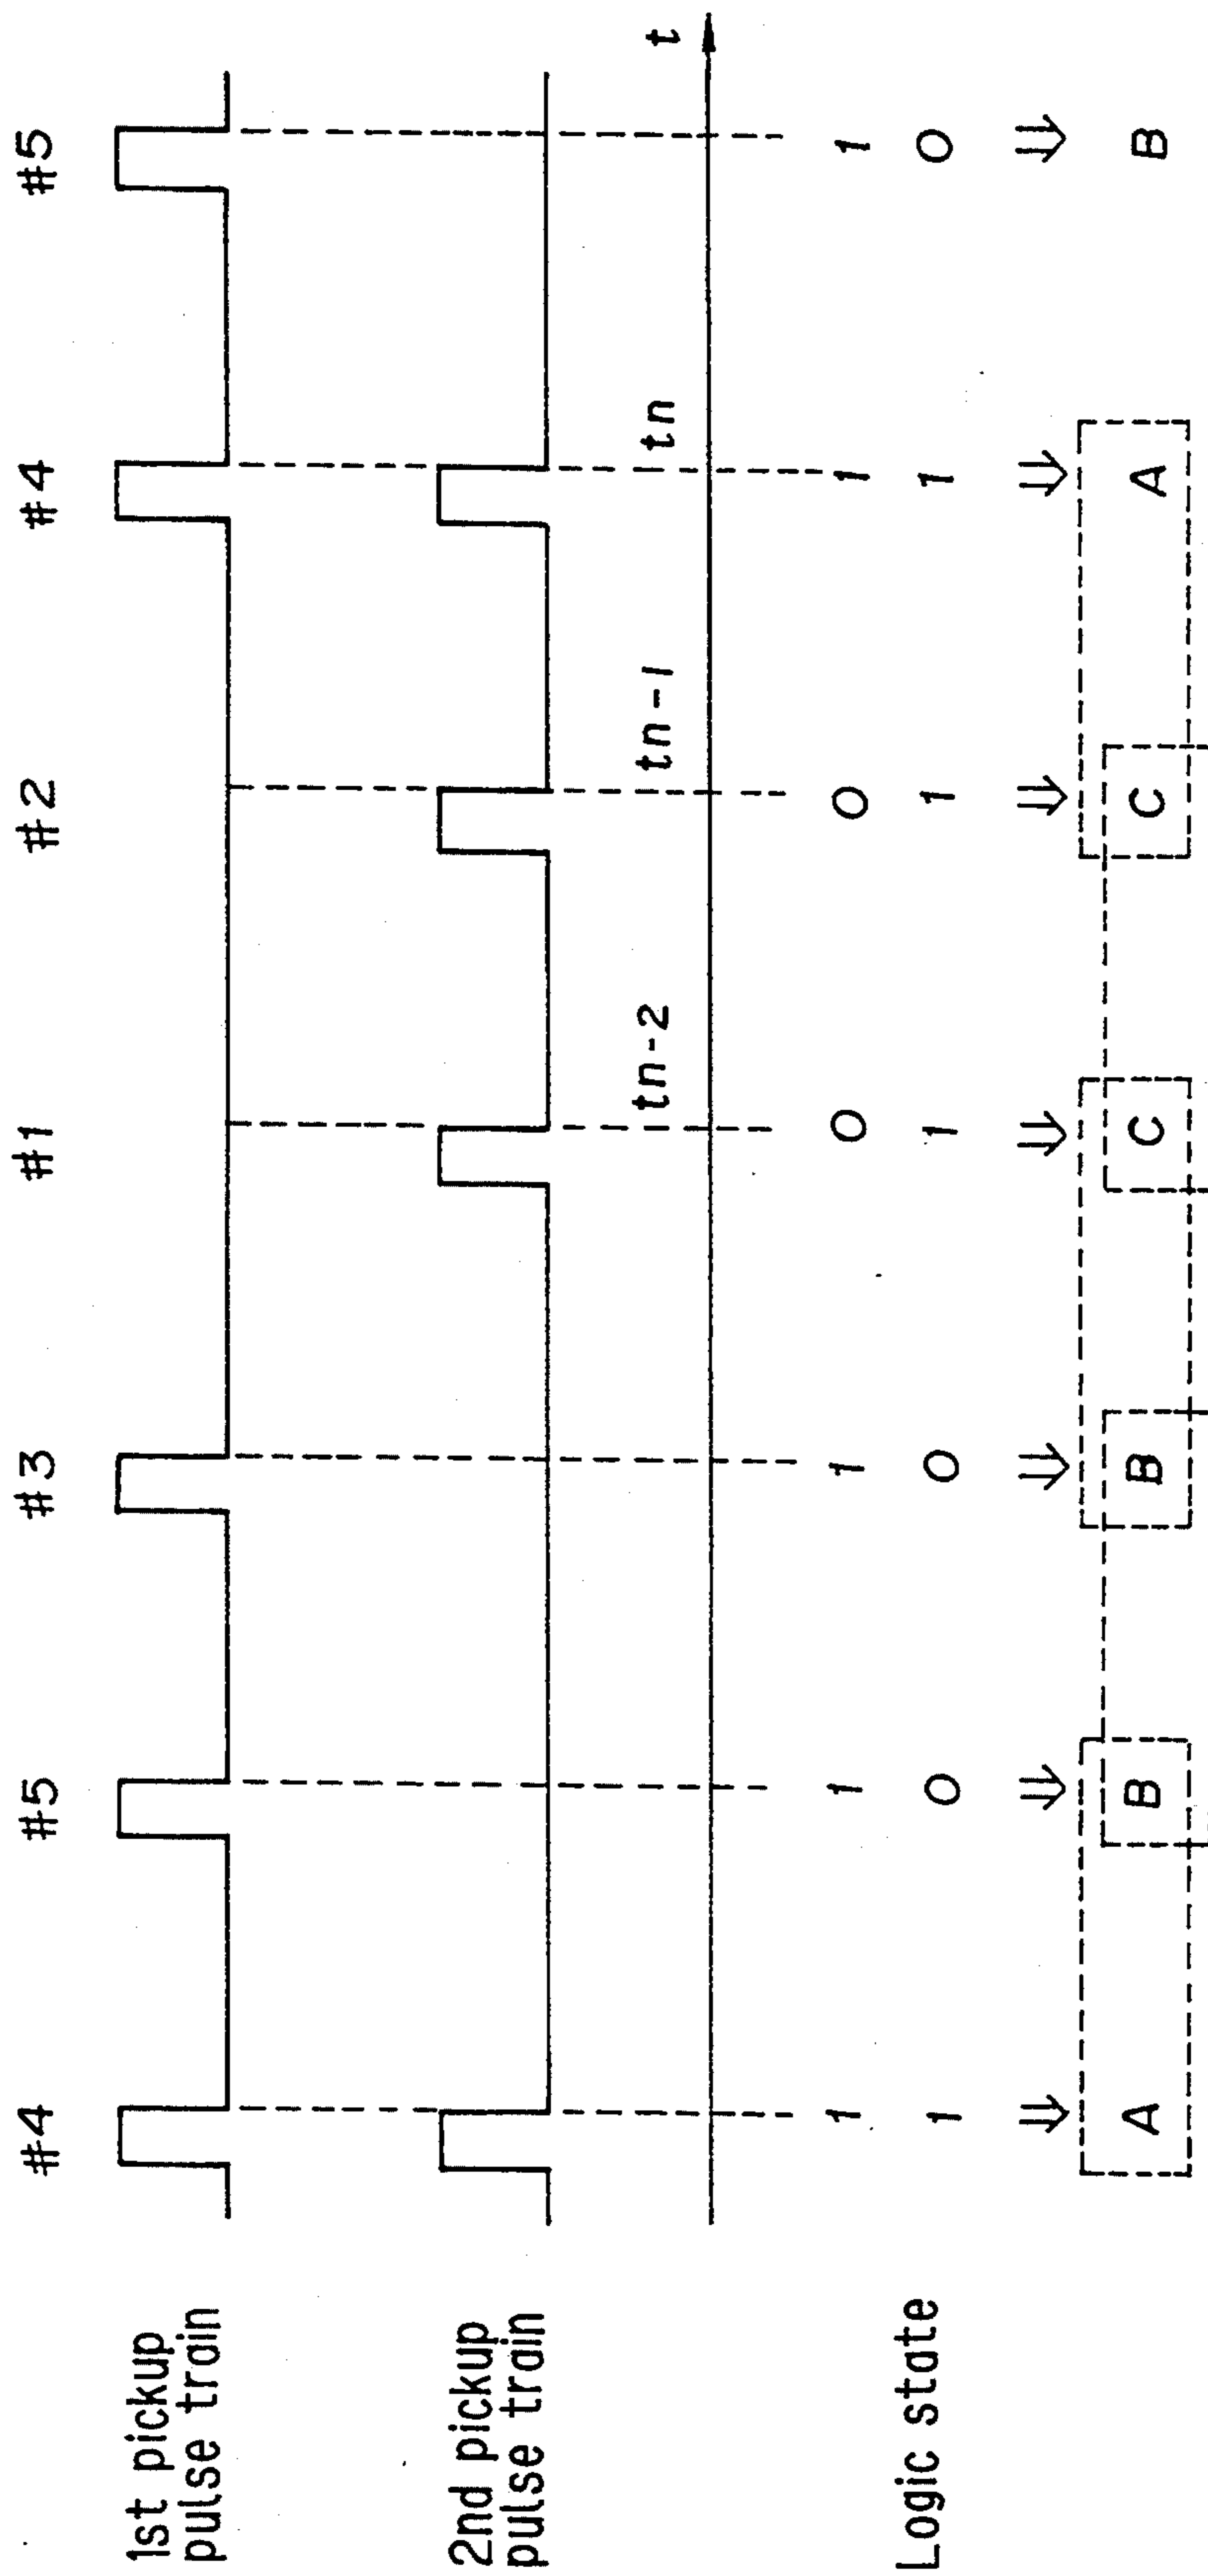 #4 #5 #3 #1 #2 #4 #5
1st pickup
pulse train
2nd pickup
pulse train
tn-2 tn-1 tn t
Logic state
1 1 1 0 0 1 1
1 0 0 1 1 1 0
⇒ ⇒ ⇒ ⇒ ⇒ ⇒ ⇒
A B B C C A B